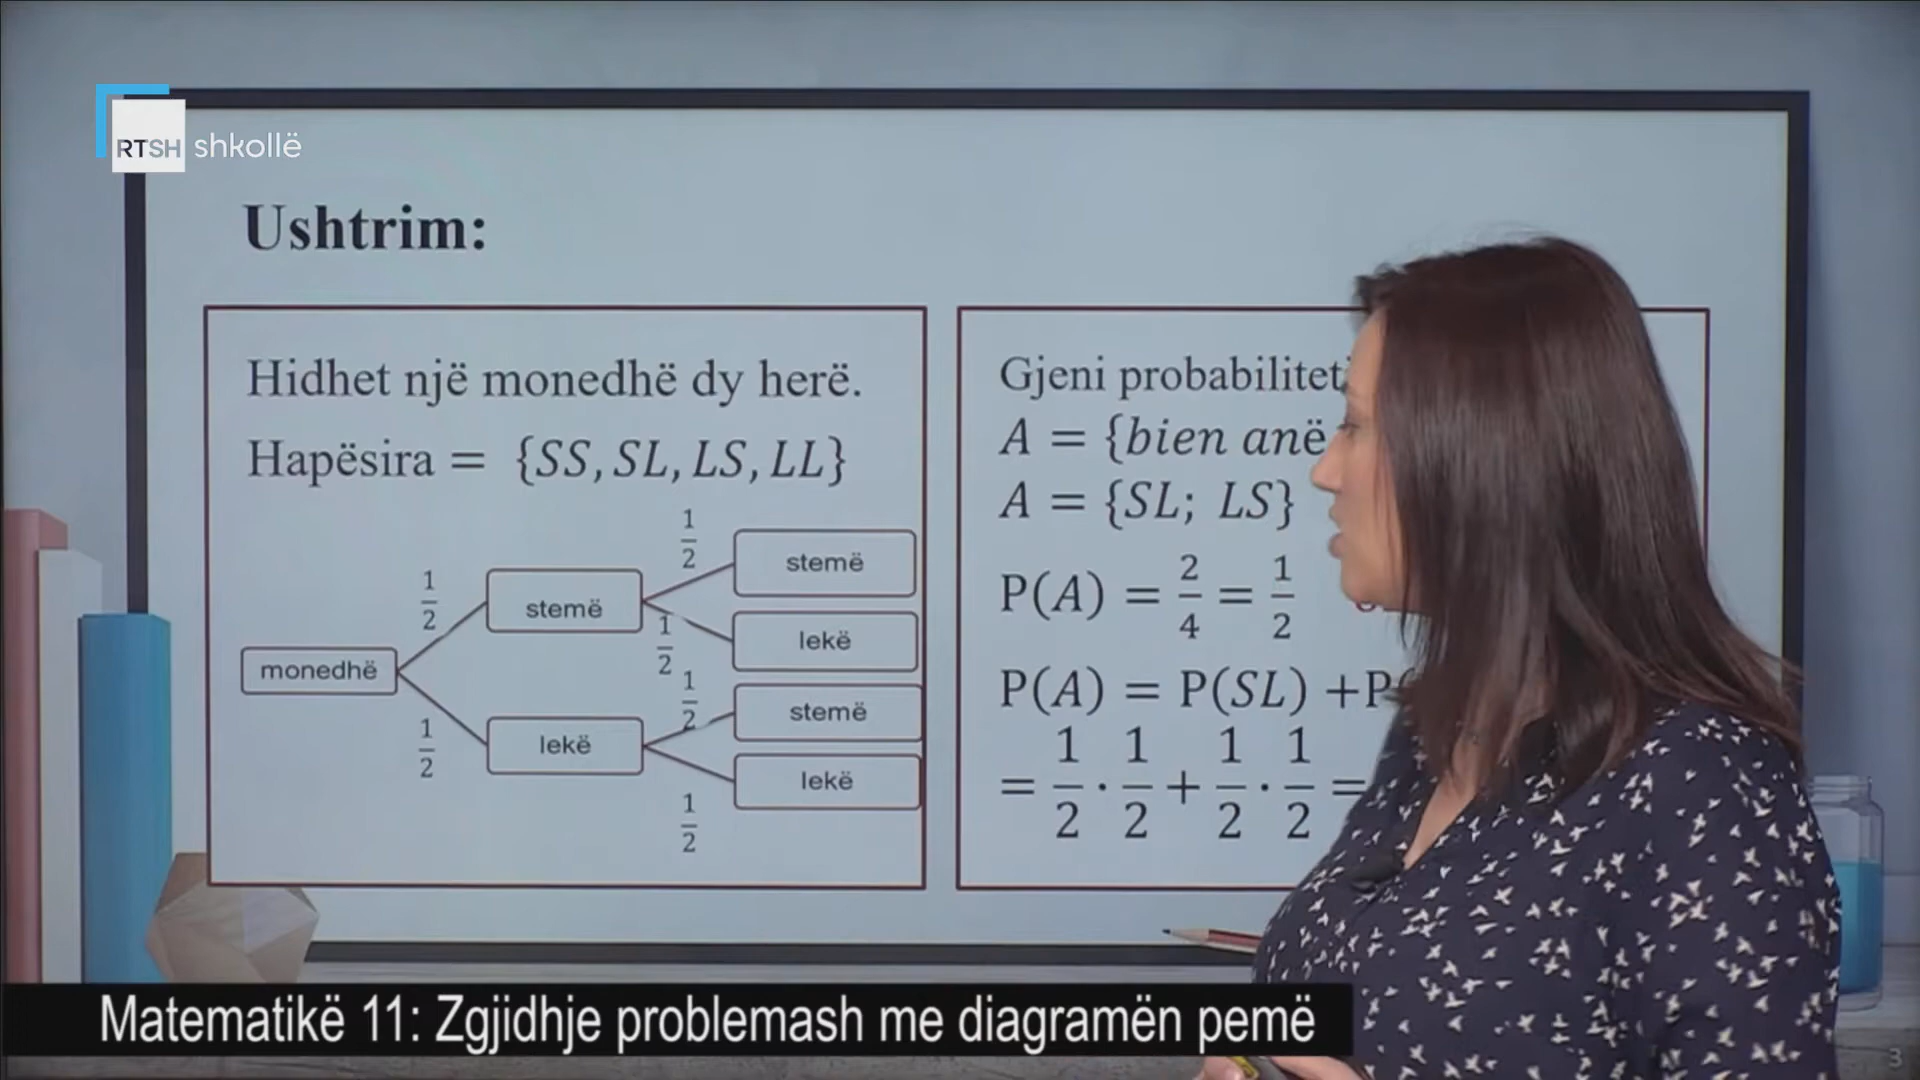 RTSH shkollë
Ushtrim:
Hidhet një monedhë dy herë.
Hapësira = {SS, SL, LS, LL}
monedhë
1/2
1/2
stemë
lekë
1/2
1/2
1/2
1/2
stemë
lekë
stemë
lekë
Gjeni
A = {bien anë
A = {SL; LS}
P(A) = 2/4 = 1/2
P(A) = P(SL) +P(
= 1/2 · 1/2 + 1/2 · 1/2 =
Matematikë 11: Zgjidhje problemash me diagramën pemë
3